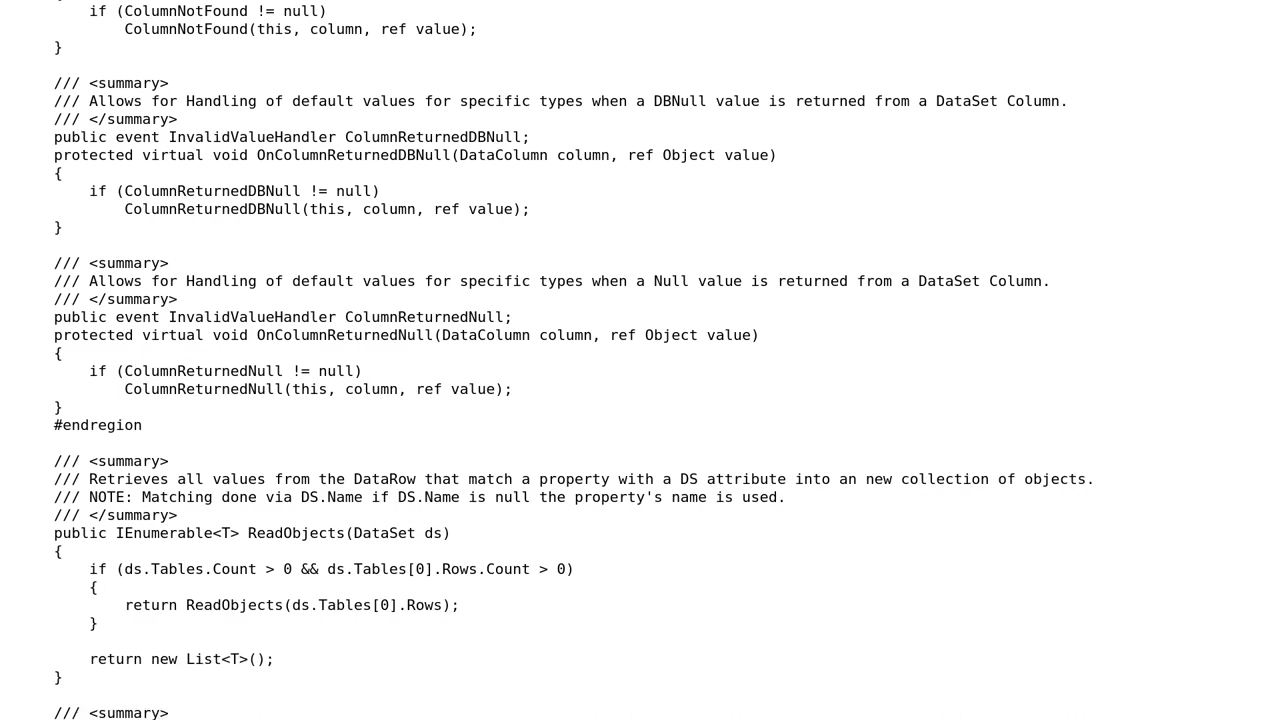 if (ColumnNotFound != null)
ColumnNotFound(this, column, ref value);
}
/// <summary>
/// Allows for Handling of default values for specific types when a DBNull value is returned from a DataSet Column.
/// </summary>
public event InvalidValueHandler ColumnReturnedDBNull;
protected virtual void OnColumnReturnedDBNull(DataColumn column, ref Object value)
{
if (ColumnReturnedDBNull != null)
ColumnReturnedDBNull(this, column, ref value);
}
/// <summary>
/// Allows for Handling of default values for specific types when a Null value is returned from a DataSet Column.
/// </summary>
public event InvalidValueHandler ColumnReturnedNull;
protected virtual void OnColumnReturnedNull(DataColumn column, ref Object value)
{
if (ColumnReturnedNull != null)
ColumnReturnedNull(this, column, ref value);
}
#endregion
/// <summary>
/// Retrieves all values from the DataRow that match a property with a DS attribute into an new collection of objects.
/// NOTE: Matching done via DS.Name if DS.Name is null the property's name is used.
/// </summary>
public IEnumerable<T> ReadObjects(DataSet ds)
{
if (ds.Tables.Count > 0 && ds.Tables[0].Rows.Count > 0)
{
return ReadObjects(ds.Tables[0].Rows);
}
return new List<T>();
}
/// <summary>